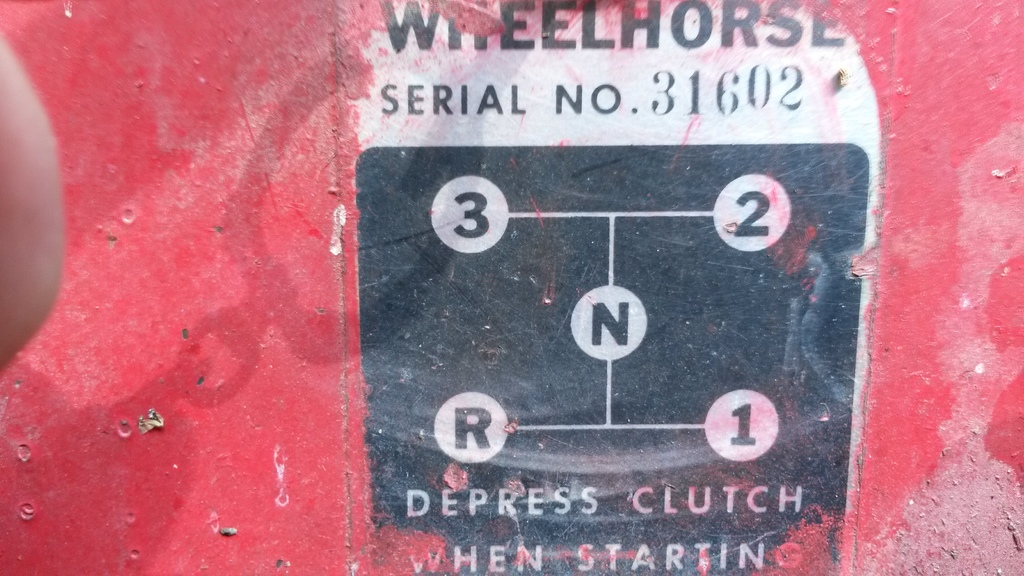 WHEELHORSE
SERIAL NO. 31602
3 2
N
R 1
DEPRESS CLUTCH
WHEN STARTING